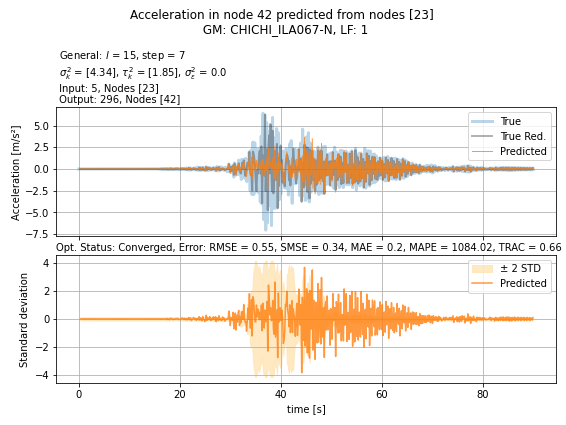 Acceleration in node 42 predicted from nodes [23]
GM: CHICHI_ILA067-N, LF: 1
General: l = 15, step = 7
σ²ₖ = [4.34], τ²ₖ = [1.85], σ²ε = 0.0
Input: 5, Nodes [23]
Output: 296, Nodes [42]
Acceleration [m/s²]
5.0
2.5
0.0
−2.5
−5.0
−7.5
True
True Red.
Predicted
Opt. Status: Converged, Error: RMSE = 0.55, SMSE = 0.34, MAE = 0.2, MAPE = 1084.02, TRAC = 0.66
Standard deviation
4
2
0
−2
−4
± 2 STD
Predicted
0 20 40 60 80
time [s]